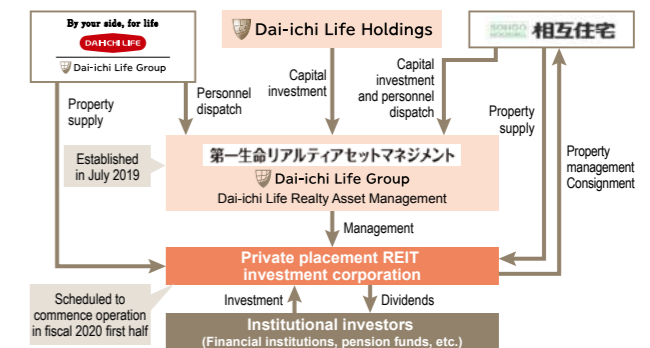 By your side, for life
DAI-ICHI LIFE
Dai-ichi Life Group
Dai-ichi Life Holdings
SOHGO
HOUSING
相互住宅
Property
supply
Personnel
dispatch
Capital
investment
Capital
investment
and personnel
dispatch
Property
supply
Property
management
Consignment
Established
in July 2019
第一生命リアルティアセットマネジメント
Dai-ichi Life Group
Dai-ichi Life Realty Asset Management
Management
Private placement REIT
investment corporation
Scheduled to
commence operation
in fiscal 2020 first half
Investment
Dividends
Institutional investors
(Financial institutions, pension funds, etc.)